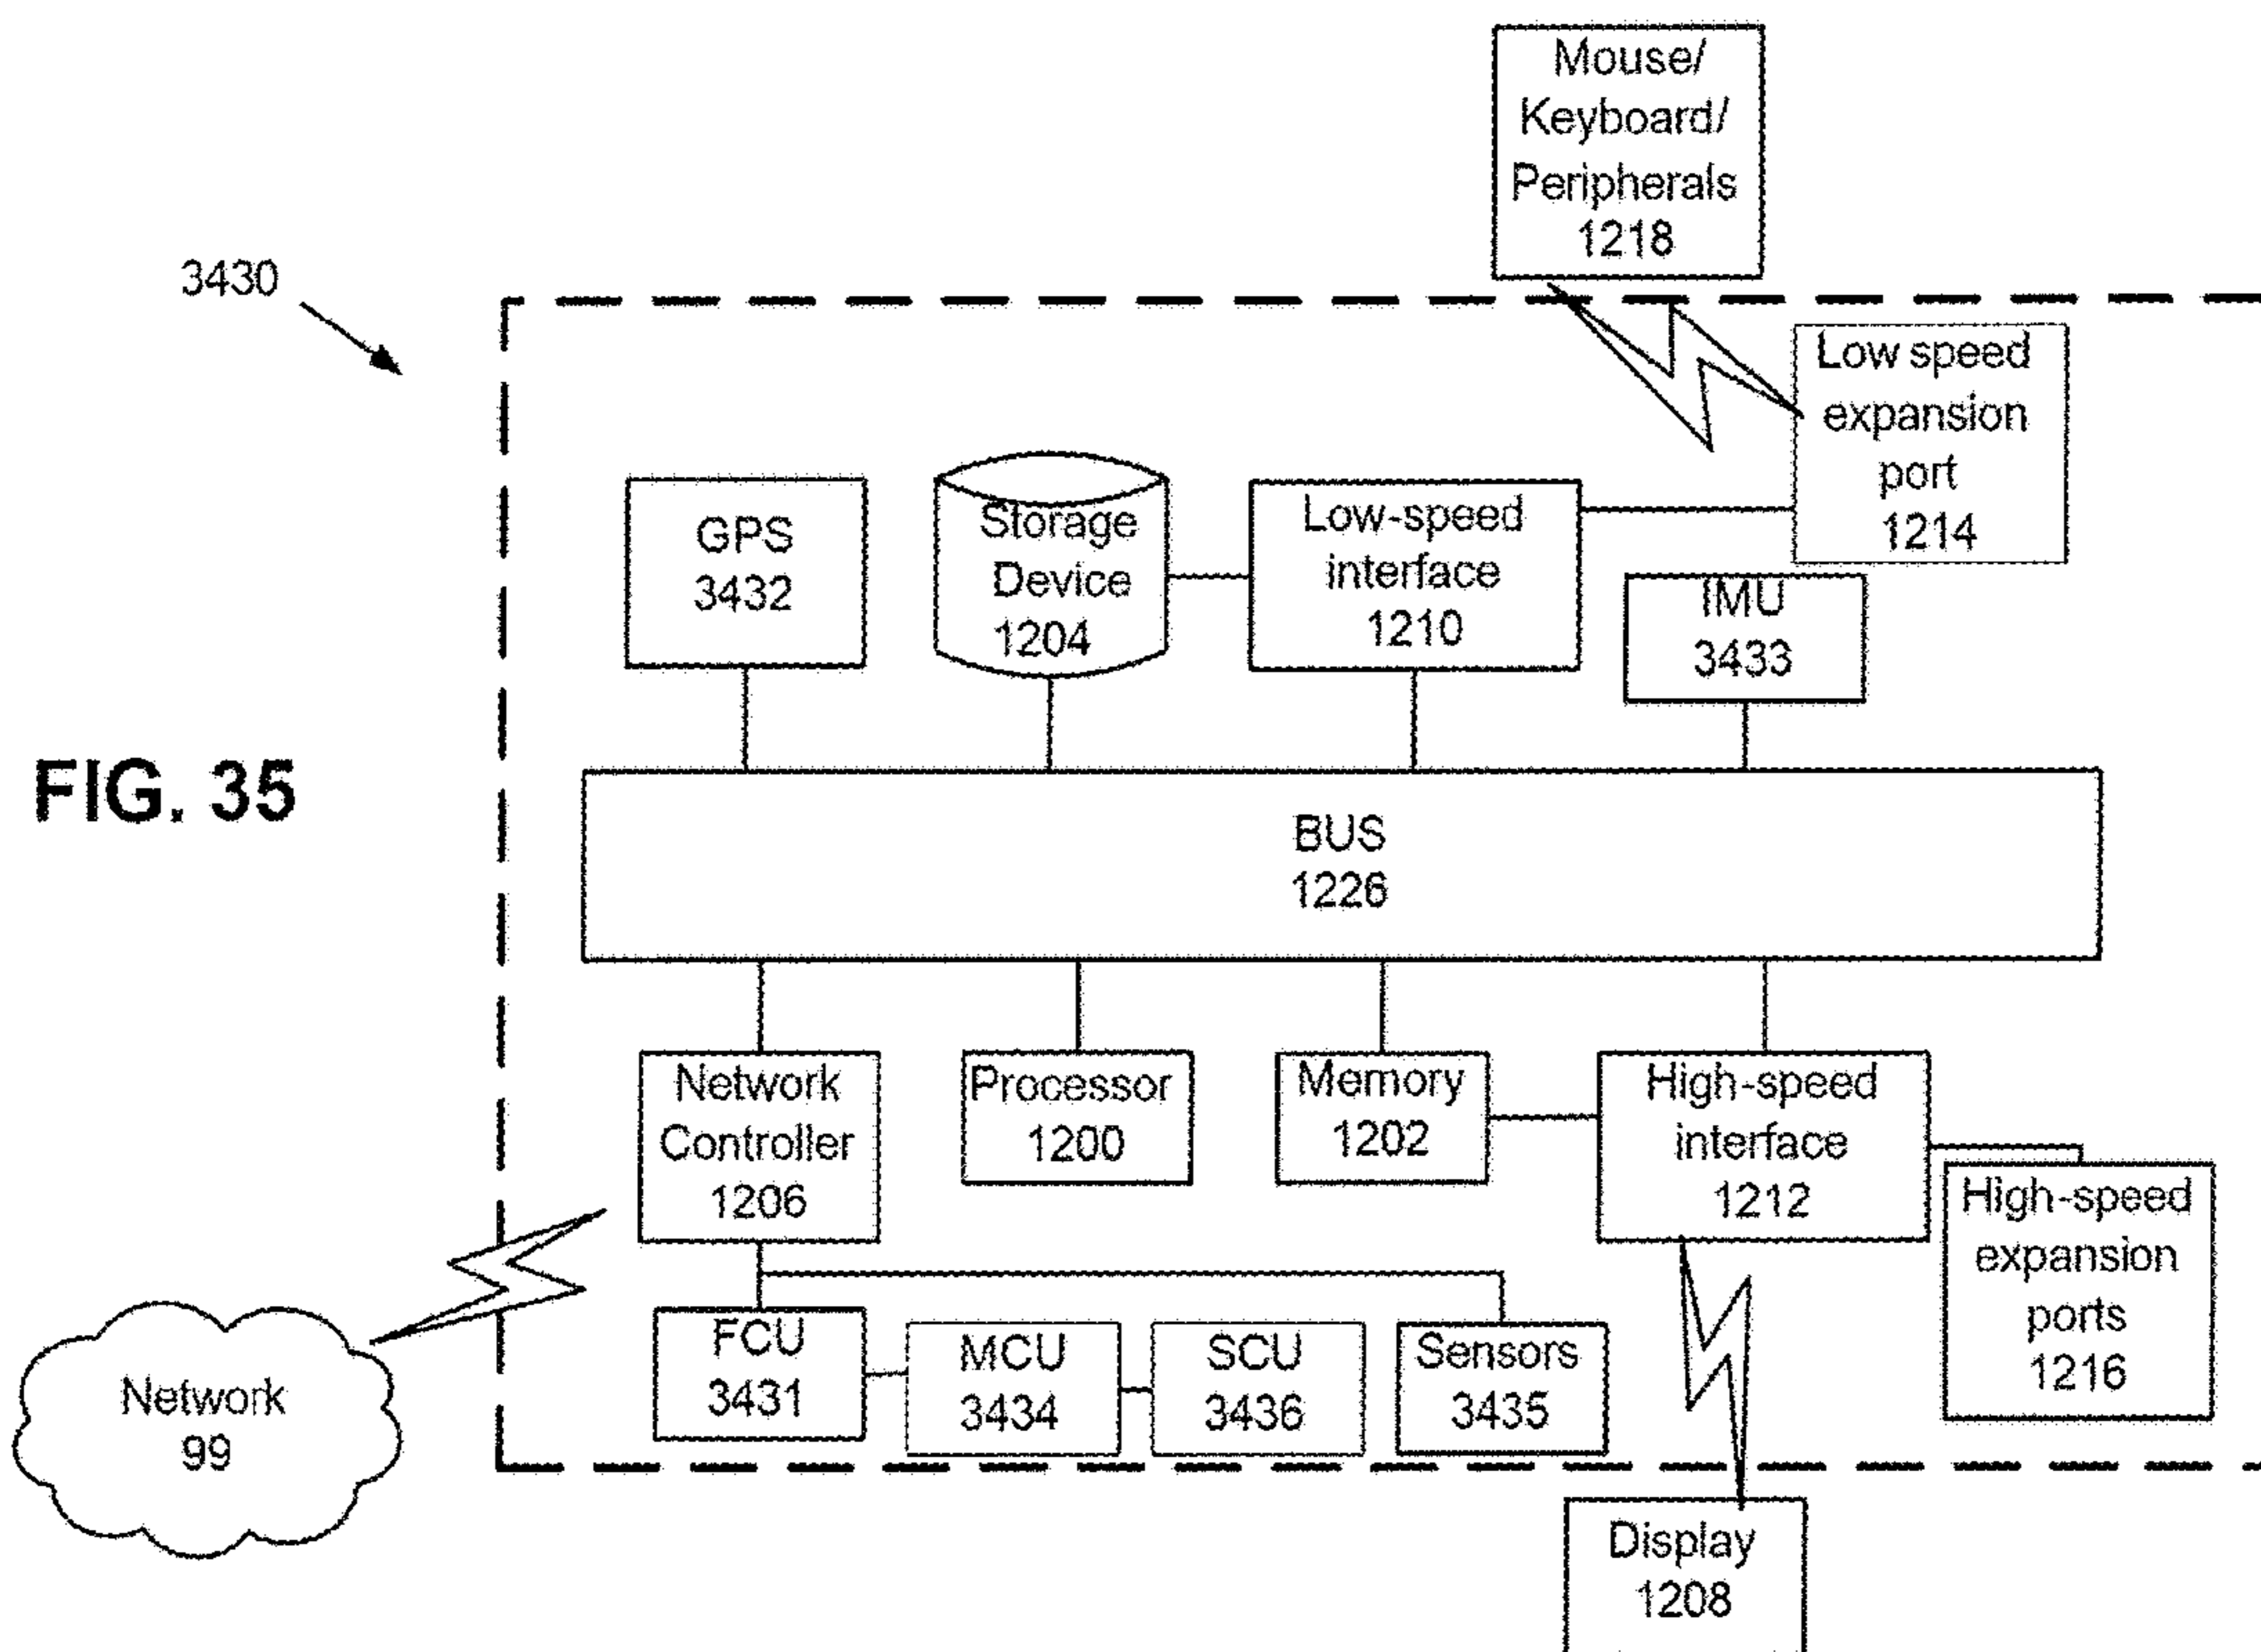 Mouse/
Keyboard/
Peripherals
1218
3430
Low speed
expansion
port
1214
GPS
3432
Storage
Device
1204
Low-speed
interface
1210
IMU
3433
FIG. 35
BUS
1226
Network
Controller
1206
Processor
1200
Memory
1202
High-speed
interface
1212
High-speed
expansion
ports
1216
FCU
3431
MCU
3434
SCU
3436
Sensors
3435
Network
99
Display
1208